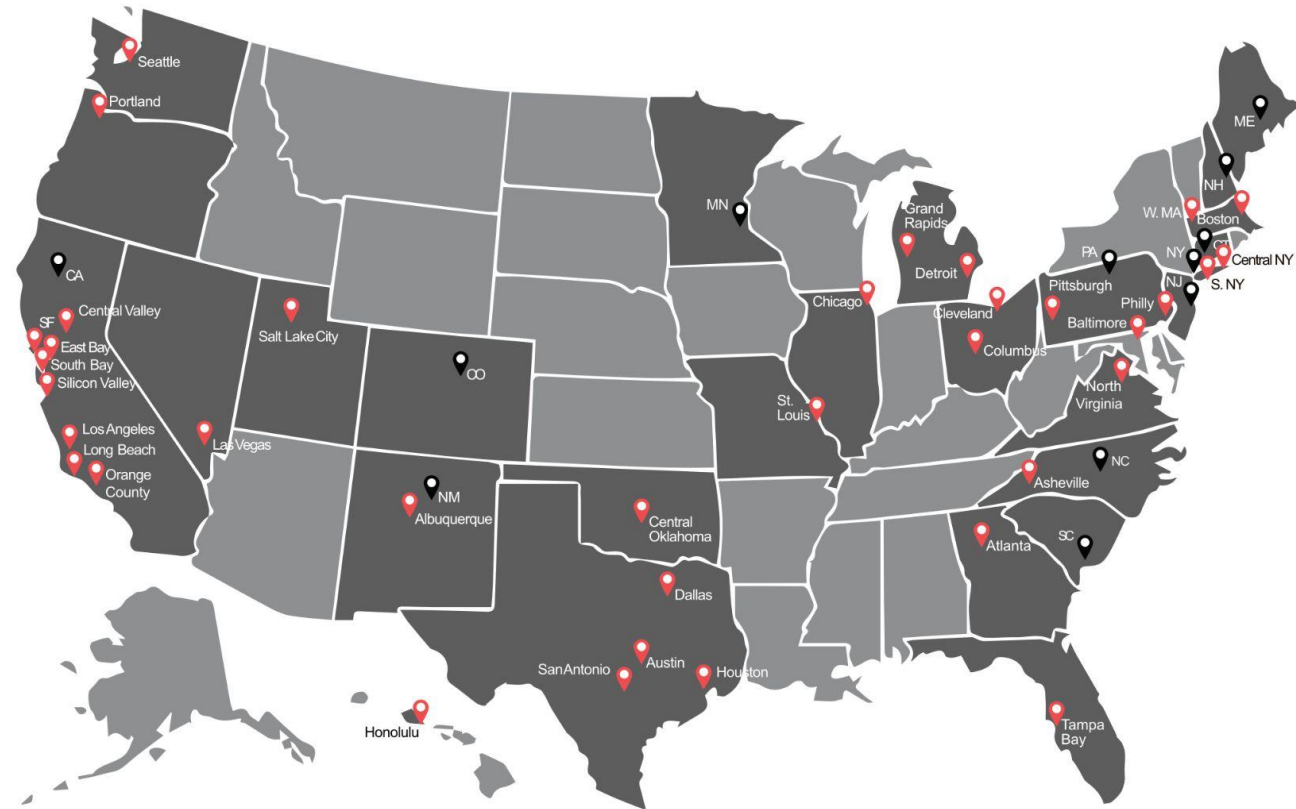 Seattle
Portland
CA
Central Valley
SF
East Bay
South Bay
Silicon Valley
Los Angeles
Long Beach
Orange
County
Las Vegas
Salt Lake City
CO
NM
Albuquerque
Central
Oklahoma
Dallas
Austin
San Antonio
Houston
Honolulu
MN
Chicago
St.
Louis
Grand
Rapids
Detroit
Cleveland
Columbus
Pittsburgh
PA
Philly
Baltimore
North
Virginia
NC
Asheville
SC
Atlanta
Tampa
Bay
ME
NH
W. MA
Boston
CT
NY
Central NY
S. NY
NJ